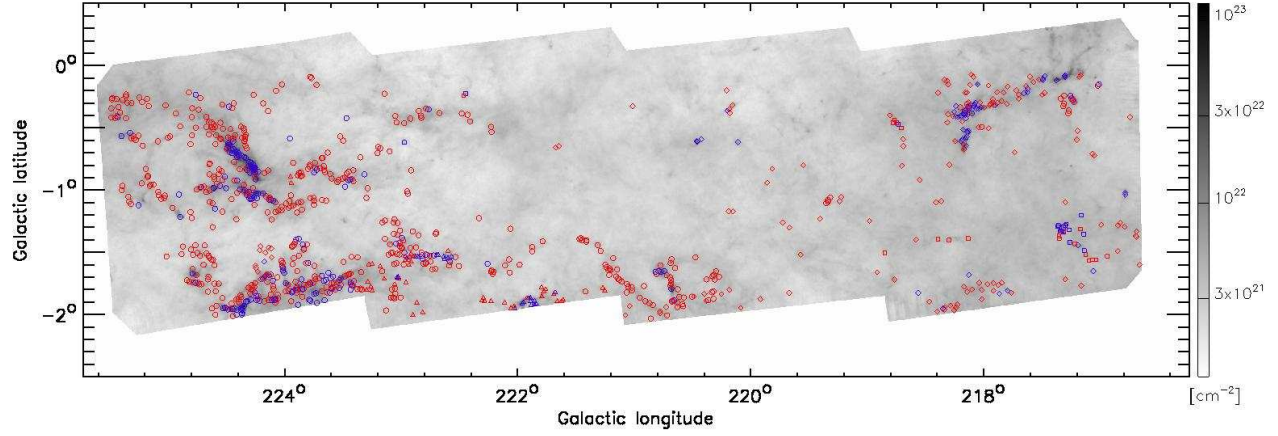 10²³
0°
3x10²²
-1°
10²²
3x10²¹
-2°
224°
222°
220°
218°
[cm⁻²]
Galactic longitude
Galactic latitude